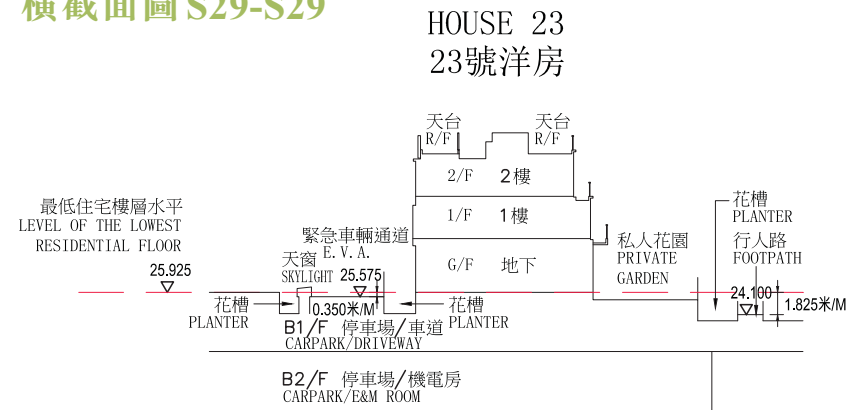 橫截面圖 S29-S29
HOUSE 23
23號洋房
天台
R/F
天台
R/F
2/F 2樓
1/F 1樓
G/F 地下
最低住宅樓層水平
LEVEL OF THE LOWEST
RESIDENTIAL FLOOR
25.925
緊急車輛通道
E.V.A.
天窗
SKYLIGHT
25.575
0.350米/M
花槽
PLANTER
花槽
PLANTER
私人花園
PRIVATE
GARDEN
花槽
PLANTER
行人路
FOOTPATH
24.100
1.825米/M
B1/F 停車場/車道
CARPARK/DRIVEWAY
B2/F 停車場/機電房
CARPARK/E&M ROOM